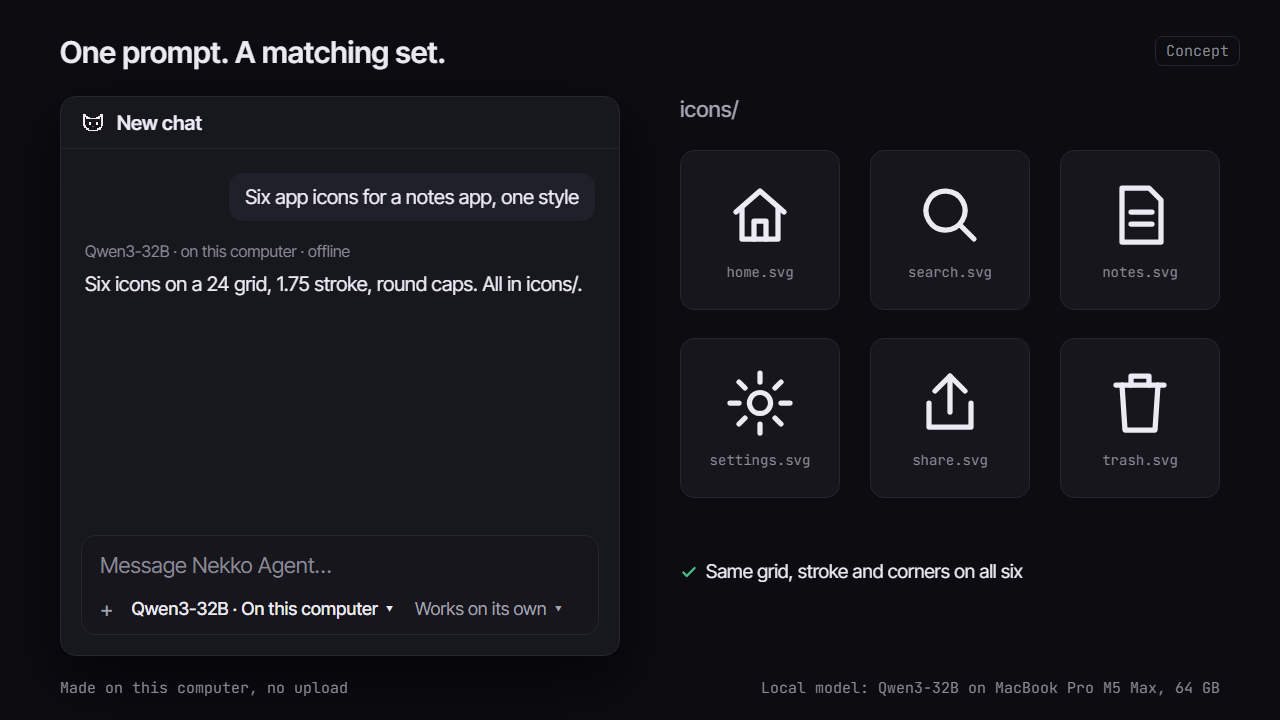 One prompt. A matching set.
Concept
New chat
Six app icons for a notes app, one style
Qwen3-32B · on this computer · offline
Six icons on a 24 grid, 1.75 stroke, round caps. All in icons/.
Message Nekko Agent...
+ Qwen3-32B · On this computer ▾ Works on its own ▾
icons/
home.svg
search.svg
notes.svg
settings.svg
share.svg
trash.svg
✓ Same grid, stroke and corners on all six
Made on this computer, no upload
Local model: Qwen3-32B on MacBook Pro M5 Max, 64 GB